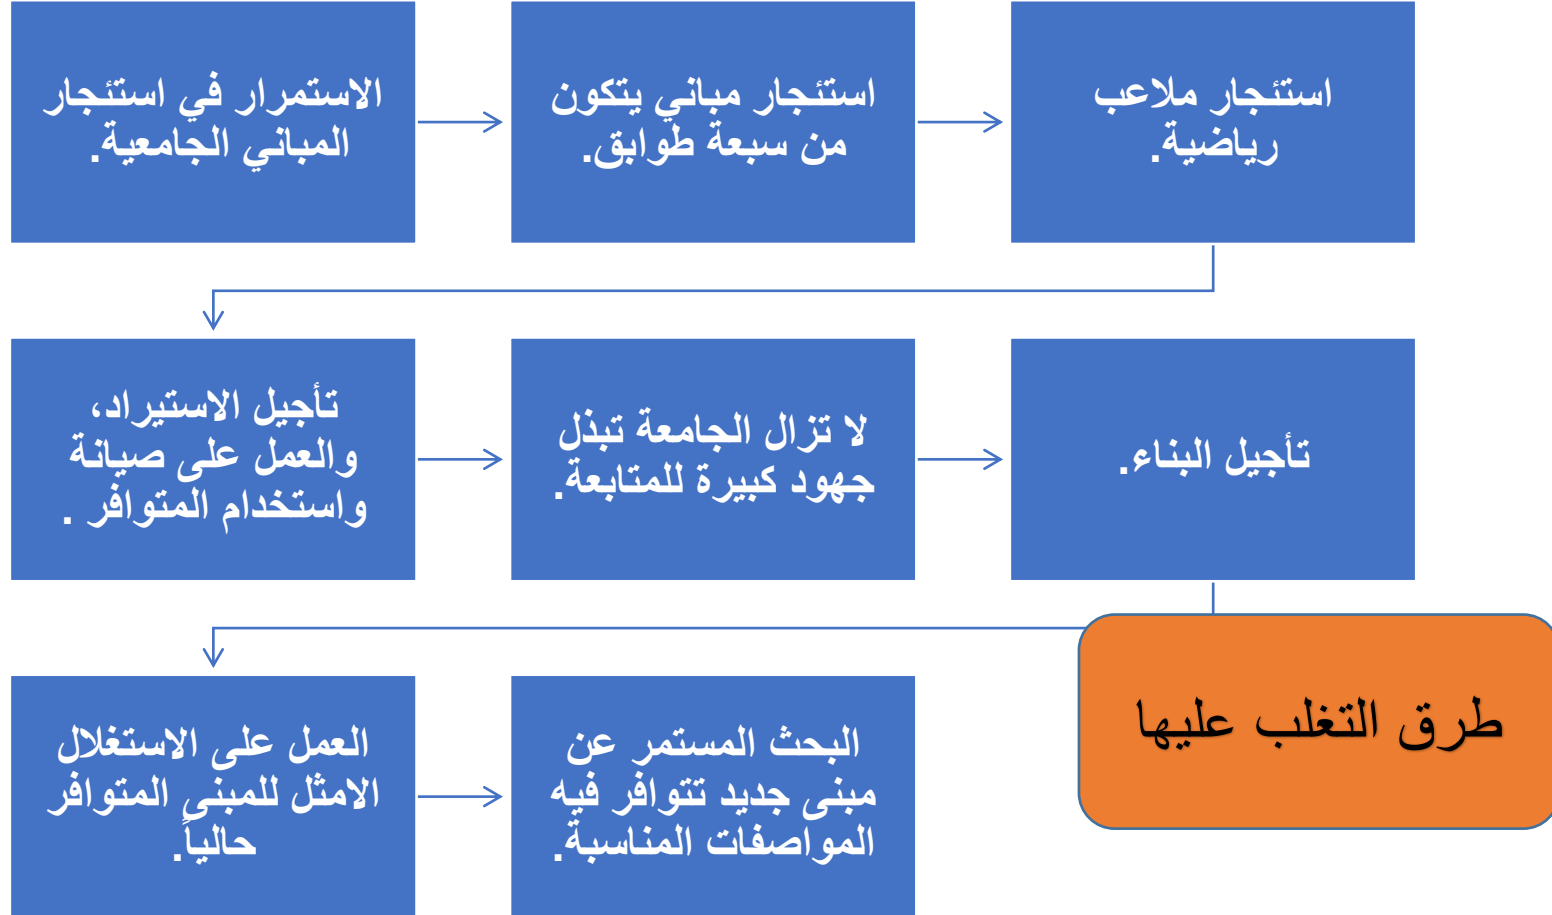 الاستمرار في استئجار
المباني الجامعية.
استئجار مباني يتكون
من سبعة طوابق.
استئجار ملاعب
رياضية.
تأجيل الاستيراد،
والعمل على صيانة
واستخدام المتوافر .
لا تزال الجامعة تبذل
جهود كبيرة للمتابعة.
تأجيل البناء.
العمل على الاستغلال
الامثل للمبنى المتوافر
حالياً.
البحث المستمر عن
مبنى جديد تتوافر فيه
المواصفات المناسبة.
طرق التغلب عليها